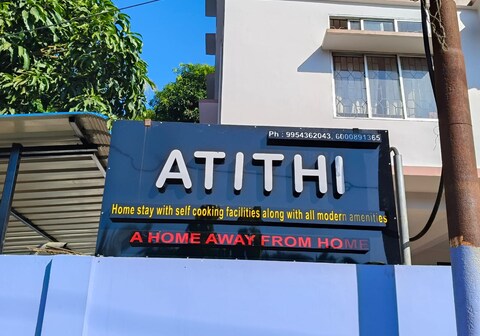 Ph : 9954362043, 6000891365
ATITHI
Home stay with self cooking facilities along with all modern amenities
A HOME AWAY FROM HOME